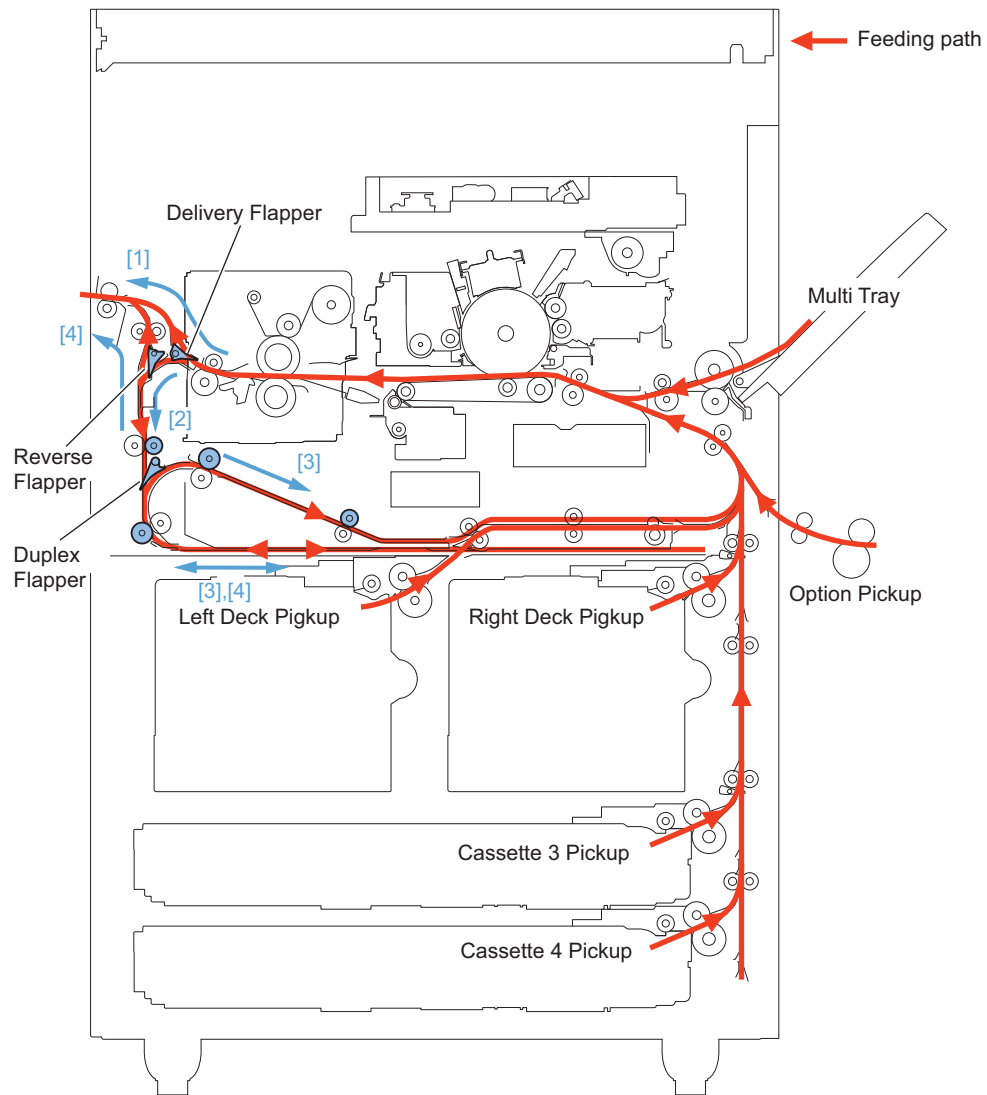 Feeding path
Delivery Flapper
[1]
Multi Tray
[4]
[2]
Reverse
Flapper
[3]
Duplex
Flapper
[3],[4]
Left Deck Pigkup
Right Deck Pigkup
Option Pickup
Cassette 3 Pickup
Cassette 4 Pickup